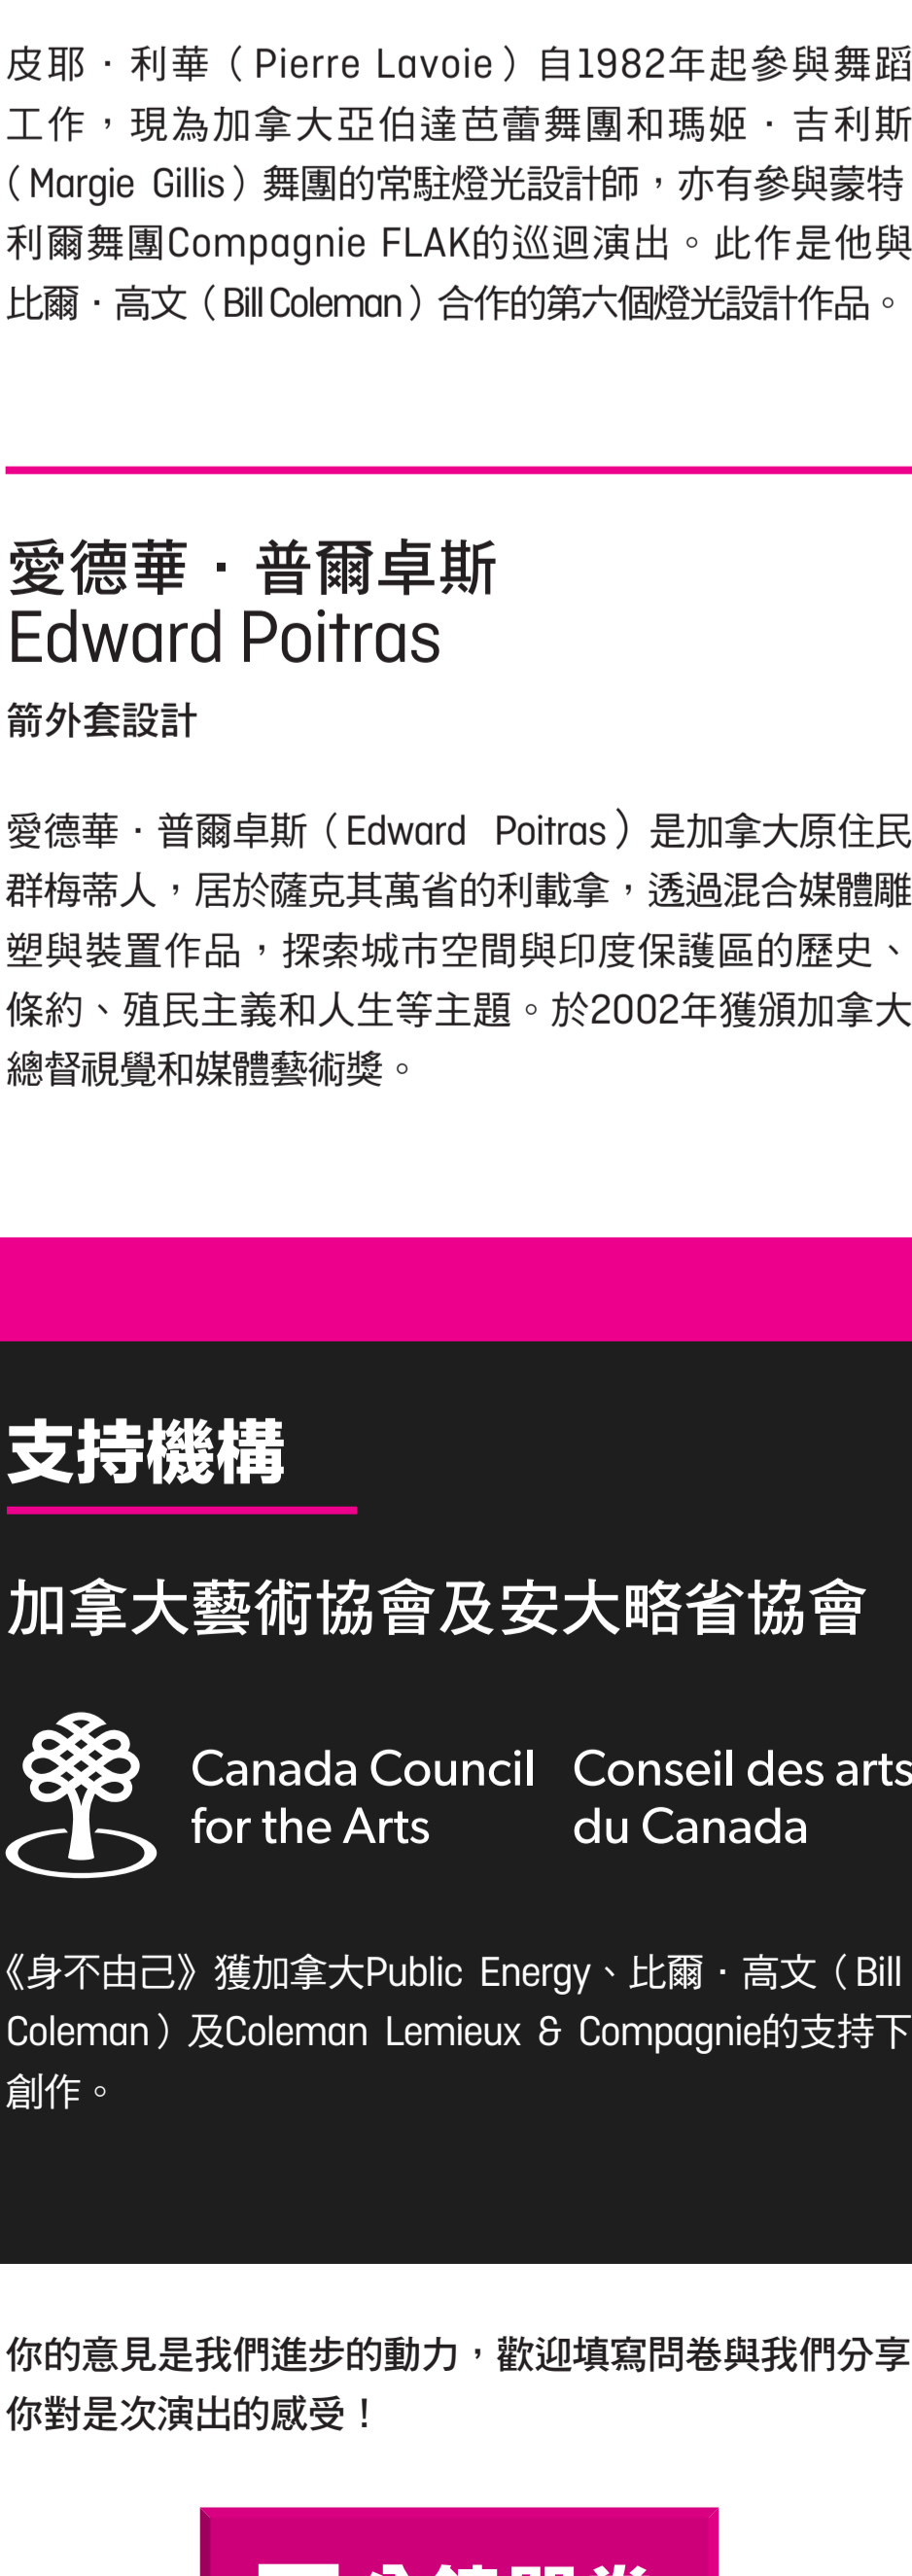 皮耶．利華（Pierre Lavoie）自1982年起參與舞蹈
工作，現為加拿大亞伯達芭蕾舞團和瑪姬．吉利斯
（Margie Gillis）舞團的常駐燈光設計師，亦有參與蒙特
利爾舞團Compagnie FLAK的巡迴演出。此作是他與
比爾．高文（Bill Coleman）合作的第六個燈光設計作品。
愛德華．普爾卓斯
Edward Poitras
箭外套設計
愛德華．普爾卓斯（Edward Poitras）是加拿大原住民
群梅蒂人，居於薩克其萬省的利載拿，透過混合媒體雕
塑與裝置作品，探索城市空間與印度保護區的歷史、
條約、殖民主義和人生等主題。於2002年獲頒加拿大
總督視覺和媒體藝術獎。
支持機構
加拿大藝術協會及安大略省協會
Canada Council Conseil des arts
for the Arts du Canada
《身不由己》獲加拿大Public Energy、比爾．高文（Bill
Coleman）及Coleman Lemieux & Compagnie的支持下
創作。
你的意見是我們進步的動力，歡迎填寫問卷與我們分享
你對是次演出的感受！